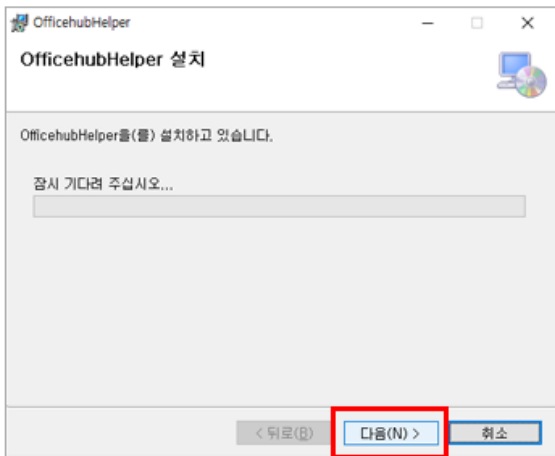 OfficehubHelper
OfficehubHelper 설치
OfficehubHelper을(를) 설치하고 있습니다.
잠시 기다려 주십시오...
< 뒤로(B) 다음(N) > 취소